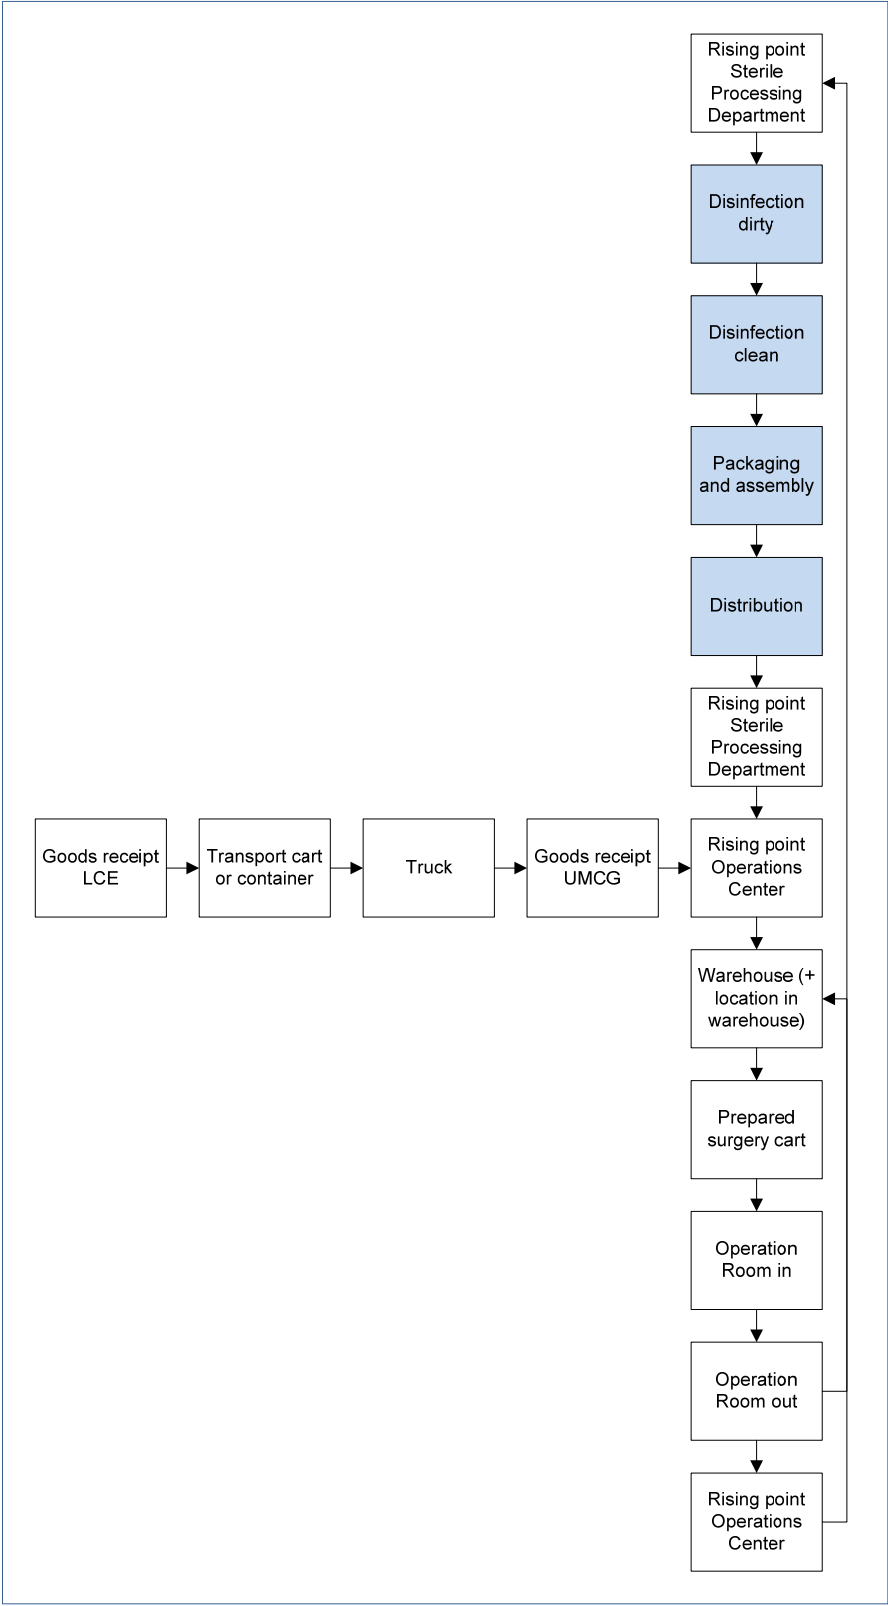 Rising point
Sterile
Processing
Department
Disinfection
dirty
Disinfection
clean
Packaging
and assembly
Distribution
Rising point
Sterile
Processing
Department
Goods receipt
LCE
Transport cart
or container
Truck
Goods receipt
UMCG
Rising point
Operations
Center
Warehouse (+
location in
warehouse)
Prepared
surgery cart
Operation
Room in
Operation
Room out
Rising point
Operations
Center